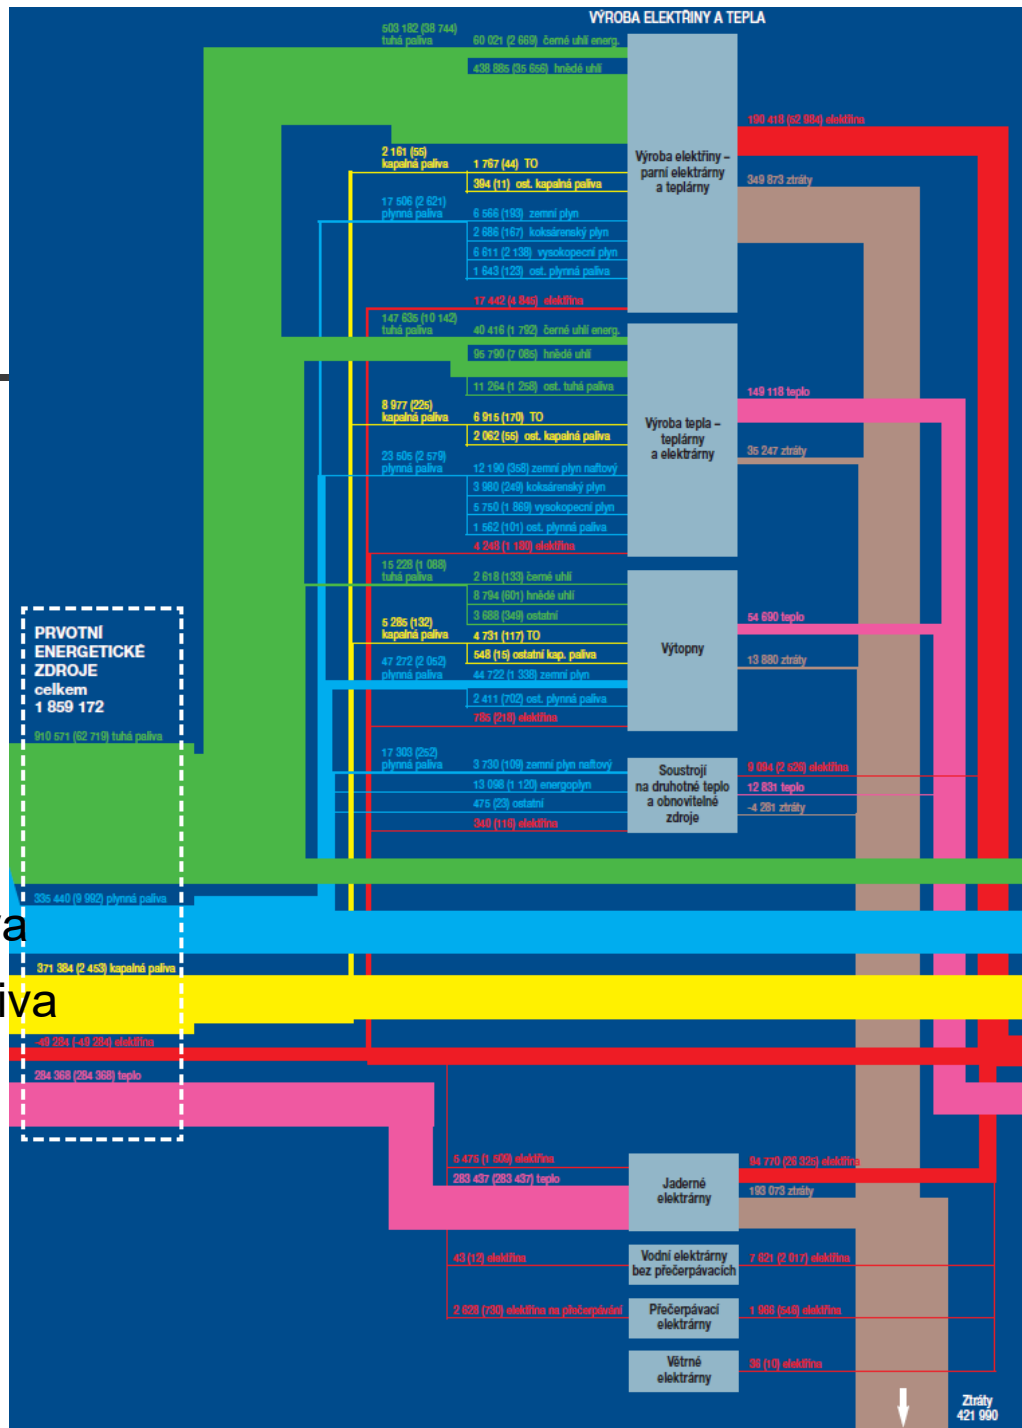 VÝROBA ELEKTŘINY A TEPLA
503 182 (38 744)
tuhá paliva
60 021 (2 669) černé uhlí energ.
438 885 (35 656) hnědé uhlí
190 418 (52 984) elektřina
2 161 (55)
kapalná paliva
1 767 (44) TO
394 (11) ost. kapalná paliva
Výroba elektřiny –
parní elektrárny
a teplárny
349 873 ztráty
17 506 (2 621)
plynná paliva
6 566 (193) zemní plyn
2 686 (167) koksárenský plyn
6 611 (2 138) vysokopecní plyn
1 643 (123) ost. plynná paliva
17 442 (4 845) elektřina
147 635 (10 142)
tuhá paliva
40 416 (1 792) černé uhlí energ.
95 790 (7 085) hnědé uhlí
11 264 (1 258) ost. tuhá paliva
149 118 teplo
8 977 (225)
kapalná paliva
6 915 (170) TO
2 062 (55) ost. kapalná paliva
Výroba tepla –
teplárny
a elektrárny
35 247 ztráty
23 505 (2 579)
plynná paliva
12 190 (358) zemní plyn naftový
3 980 (249) koksárenský plyn
5 750 (1 869) vysokopecní plyn
1 562 (101) ost. plynná paliva
4 248 (1 180) elektřina
15 228 (1 088)
tuhá paliva
2 618 (133) černé uhlí
8 794 (601) hnědé uhlí
3 688 (349) ostatní
54 690 teplo
5 285 (132)
kapalná paliva
4 731 (117) TO
548 (15) ostatní kap. paliva
Výtopny
13 880 ztráty
47 272 (2 052)
plynná paliva
44 722 (1 338) zemní plyn
2 411 (702) ost. plynná paliva
785 (218) elektřina
PRVOTNÍ
ENERGETICKÉ
ZDROJE
celkem
1 859 172
910 571 (62 719) tuhá paliva
17 303 (252)
plynná paliva
3 730 (109) zemní plyn naftový
13 098 (1 120) energoplyn
475 (23) ostatní
340 (118) elektřina
Soustrojí
na druhotné teplo
a obnovitelné
zdroje
9 094 (2 526) elektřina
12 831 teplo
-4 281 ztráty
335 440 (9 992) plynná paliva
va
371 384 (2 453) kapalná paliva
iva
-49 284 (-49 284) elektřina
284 368 (284 368) teplo
5 475 (1 509) elektřina
283 437 (283 437) teplo
Jaderné
elektrárny
94 770 (26 325) elektřina
193 073 ztráty
43 (12) elektřina
Vodní elektrárny
bez přečerpávacích
7 621 (2 017) elektřina
2 628 (730) elektřina na přečerpávání
Přečerpávací
elektrárny
1 966 (546) elektřina
Větrné
elektrárny
36 (10) elektřina
Ztráty
421 990